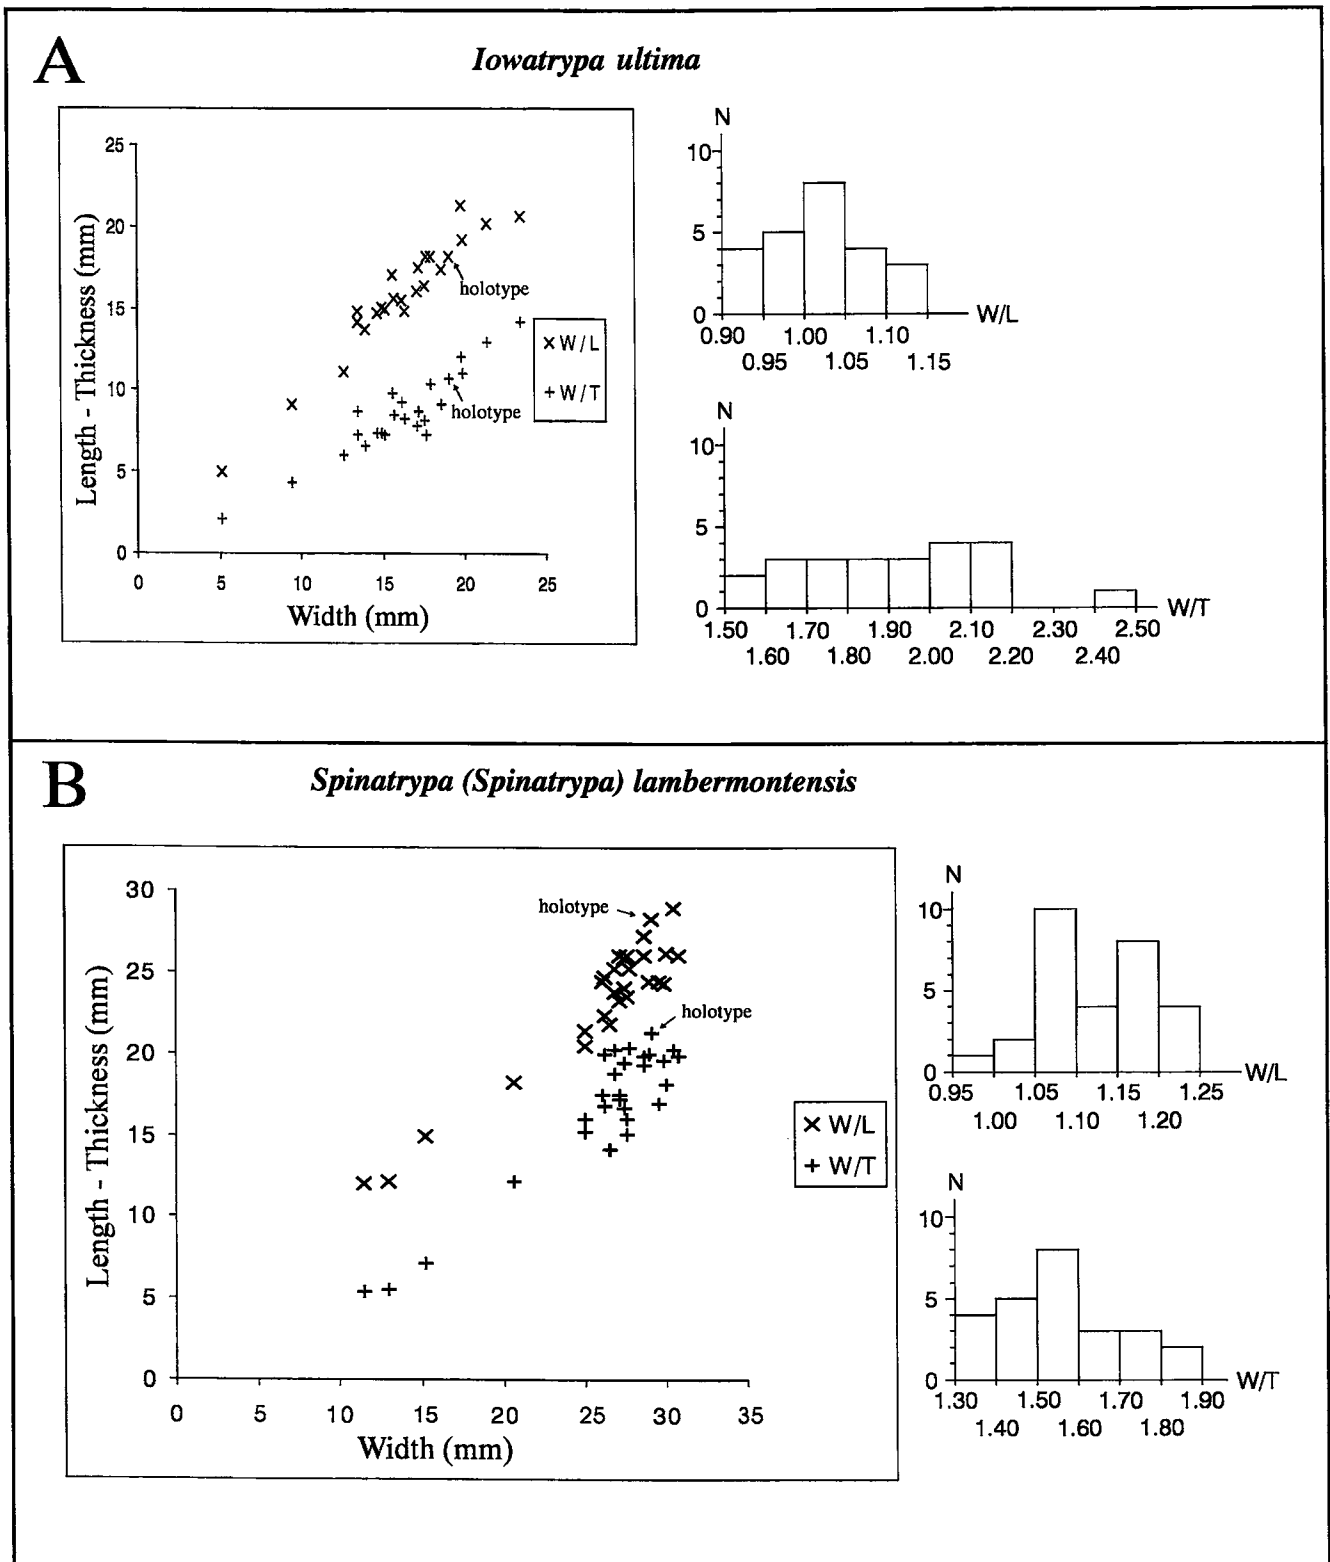 A
Iowatrypa ultima
25
20
15
10
5
0
Length - Thickness (mm)
0 5 10 15 20 25
Width (mm)
holotype
holotype
× W/L
+ W/T
N
10
5
0
W/L
0.90 1.00 1.10
0.95 1.05 1.15
N
10
5
0
W/T
1.50 1.70 1.90 2.10 2.30 2.50
1.60 1.80 2.00 2.20 2.40
B
Spinatrypa (Spinatrypa) lambermontensis
30
25
20
15
10
5
0
Length - Thickness (mm)
0 5 10 15 20 25 30 35
Width (mm)
holotype
holotype
× W/L
+ W/T
N
10
5
0
W/L
0.95 1.05 1.15 1.25
1.00 1.10 1.20
N
10
5
0
W/T
1.30 1.50 1.70 1.90
1.40 1.60 1.80